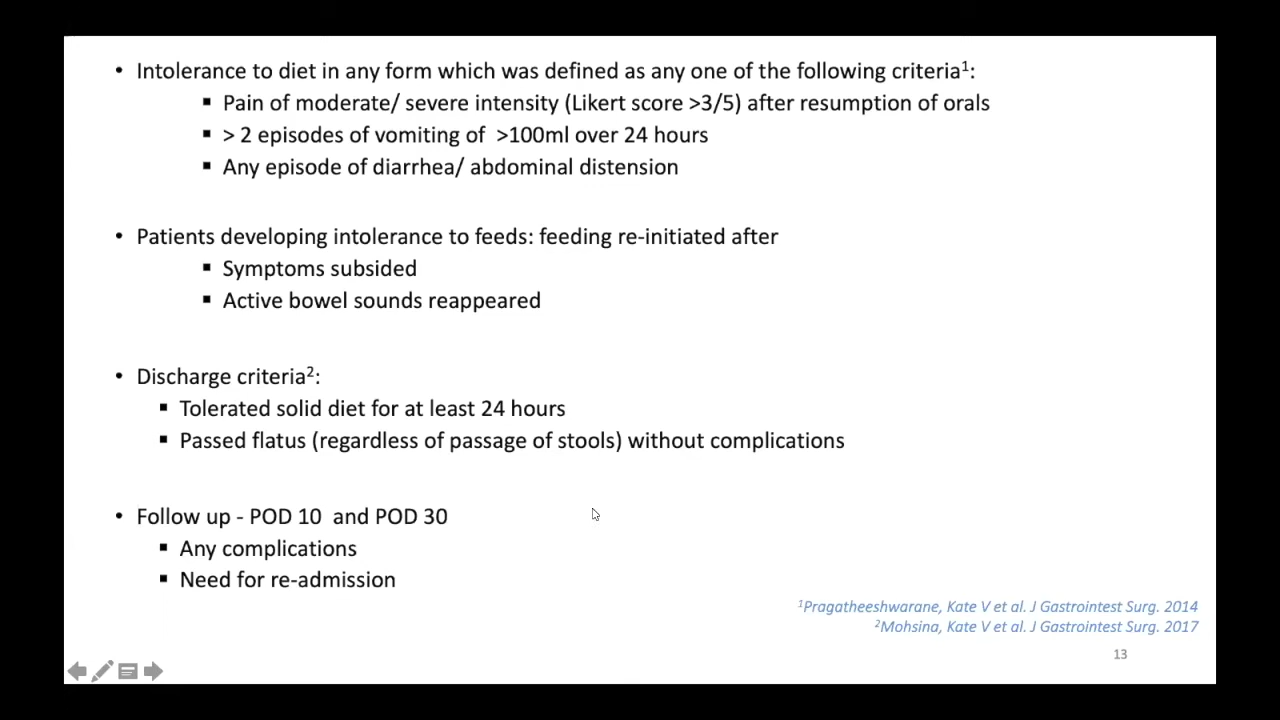 • Intolerance to diet in any form which was defined as any one of the following criteria¹:
▪ Pain of moderate/ severe intensity (Likert score >3/5) after resumption of orals
▪ > 2 episodes of vomiting of >100ml over 24 hours
▪ Any episode of diarrhea/ abdominal distension
• Patients developing intolerance to feeds: feeding re-initiated after
▪ Symptoms subsided
▪ Active bowel sounds reappeared
• Discharge criteria²:
▪ Tolerated solid diet for at least 24 hours
▪ Passed flatus (regardless of passage of stools) without complications
• Follow up - POD 10 and POD 30
▪ Any complications
▪ Need for re-admission
¹Pragatheeshwarane, Kate V et al. J Gastrointest Surg. 2014
²Mohsina, Kate V et al. J Gastrointest Surg. 2017
13